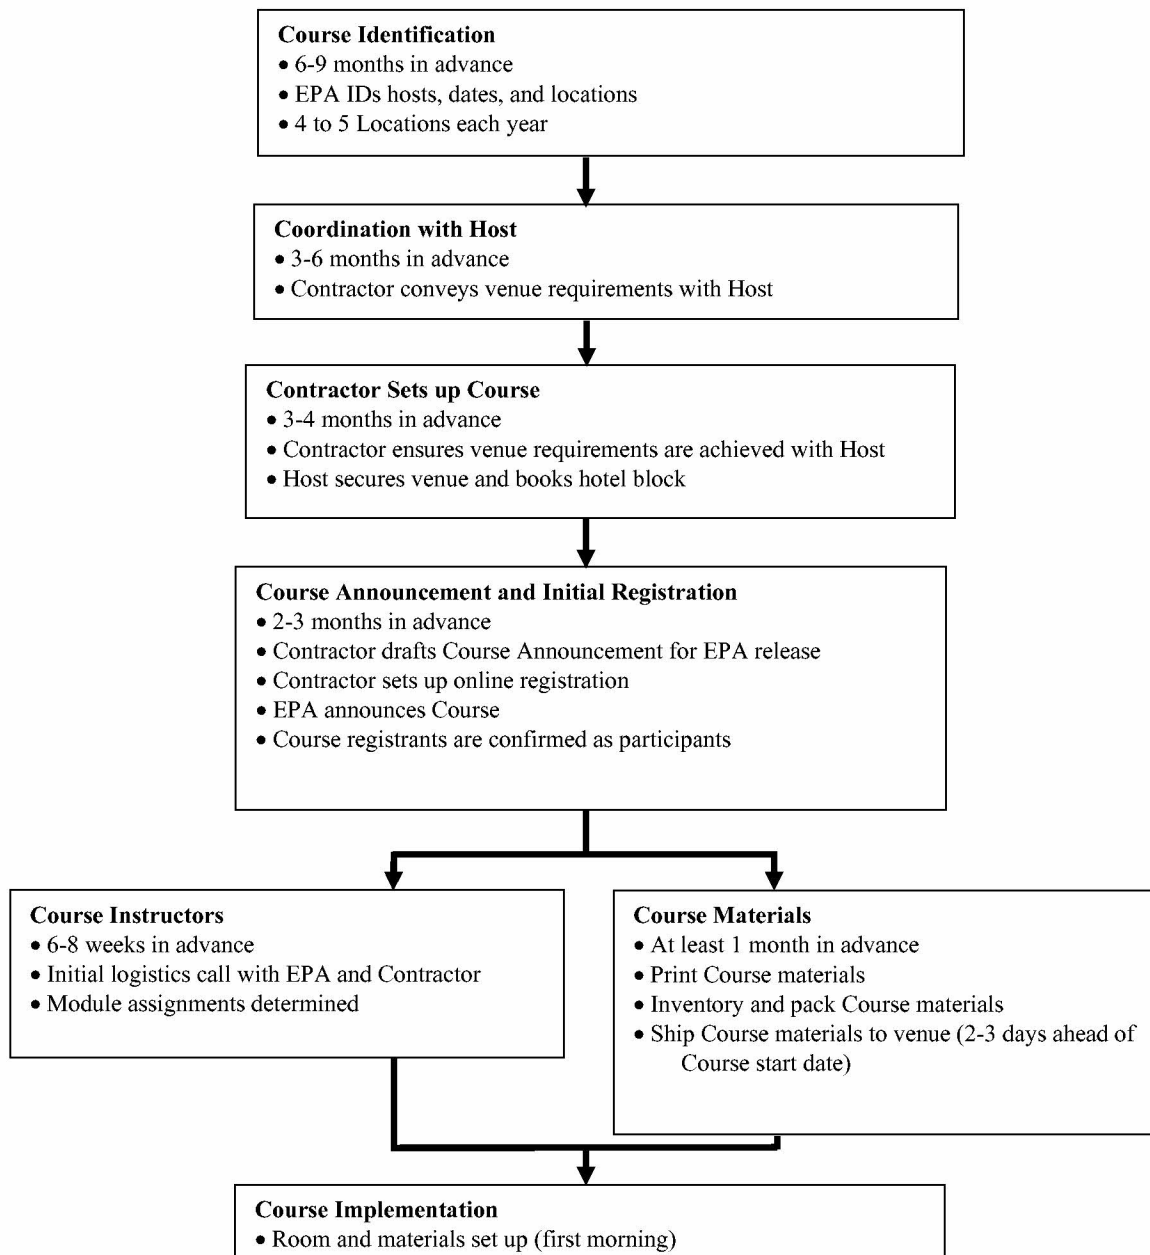 Course Identification
• 6-9 months in advance
• EPA IDs hosts, dates, and locations
• 4 to 5 Locations each year
Coordination with Host
• 3-6 months in advance
• Contractor conveys venue requirements with Host
Contractor Sets up Course
• 3-4 months in advance
• Contractor ensures venue requirements are achieved with Host
• Host secures venue and books hotel block
Course Announcement and Initial Registration
• 2-3 months in advance
• Contractor drafts Course Announcement for EPA release
• Contractor sets up online registration
• EPA announces Course
• Course registrants are confirmed as participants
Course Instructors
• 6-8 weeks in advance
• Initial logistics call with EPA and Contractor
• Module assignments determined
Course Materials
• At least 1 month in advance
• Print Course materials
• Inventory and pack Course materials
• Ship Course materials to venue (2-3 days ahead of
Course start date)
Course Implementation
• Room and materials set up (first morning)